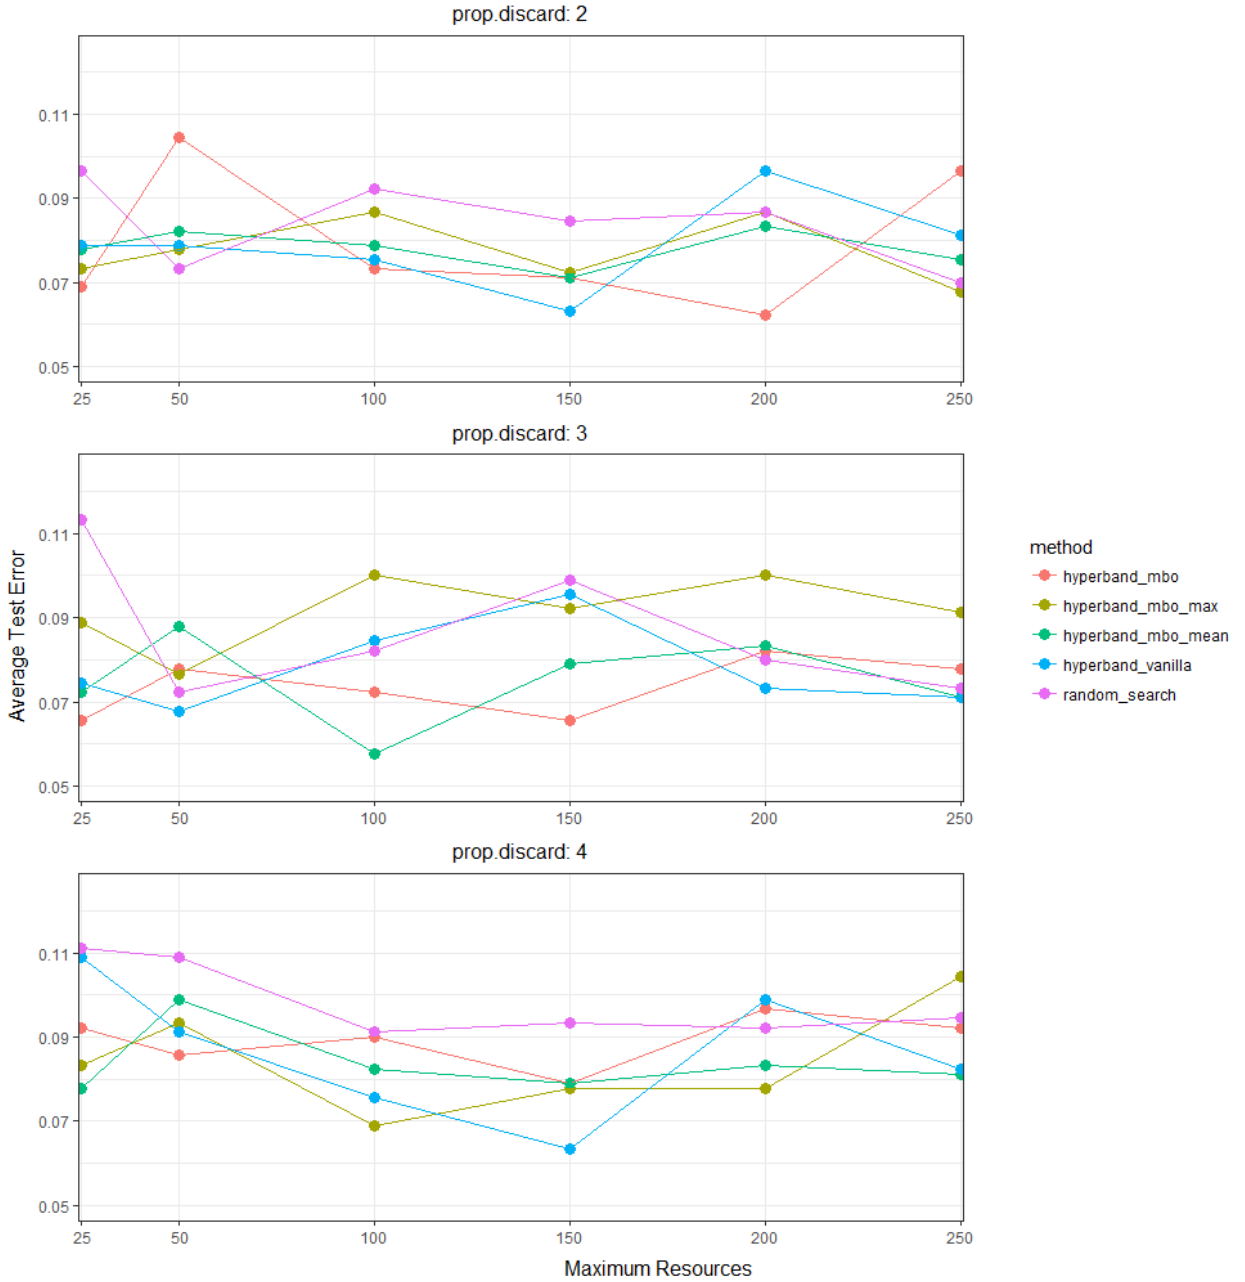 prop.discard: 2
0.11
0.09
0.07
0.05
25 50 100 150 200 250
prop.discard: 3
0.11
0.09
0.07
0.05
25 50 100 150 200 250
prop.discard: 4
0.11
0.09
0.07
0.05
25 50 100 150 200 250
Average Test Error
Maximum Resources
method
hyperband_mbo
hyperband_mbo_max
hyperband_mbo_mean
hyperband_vanilla
random_search